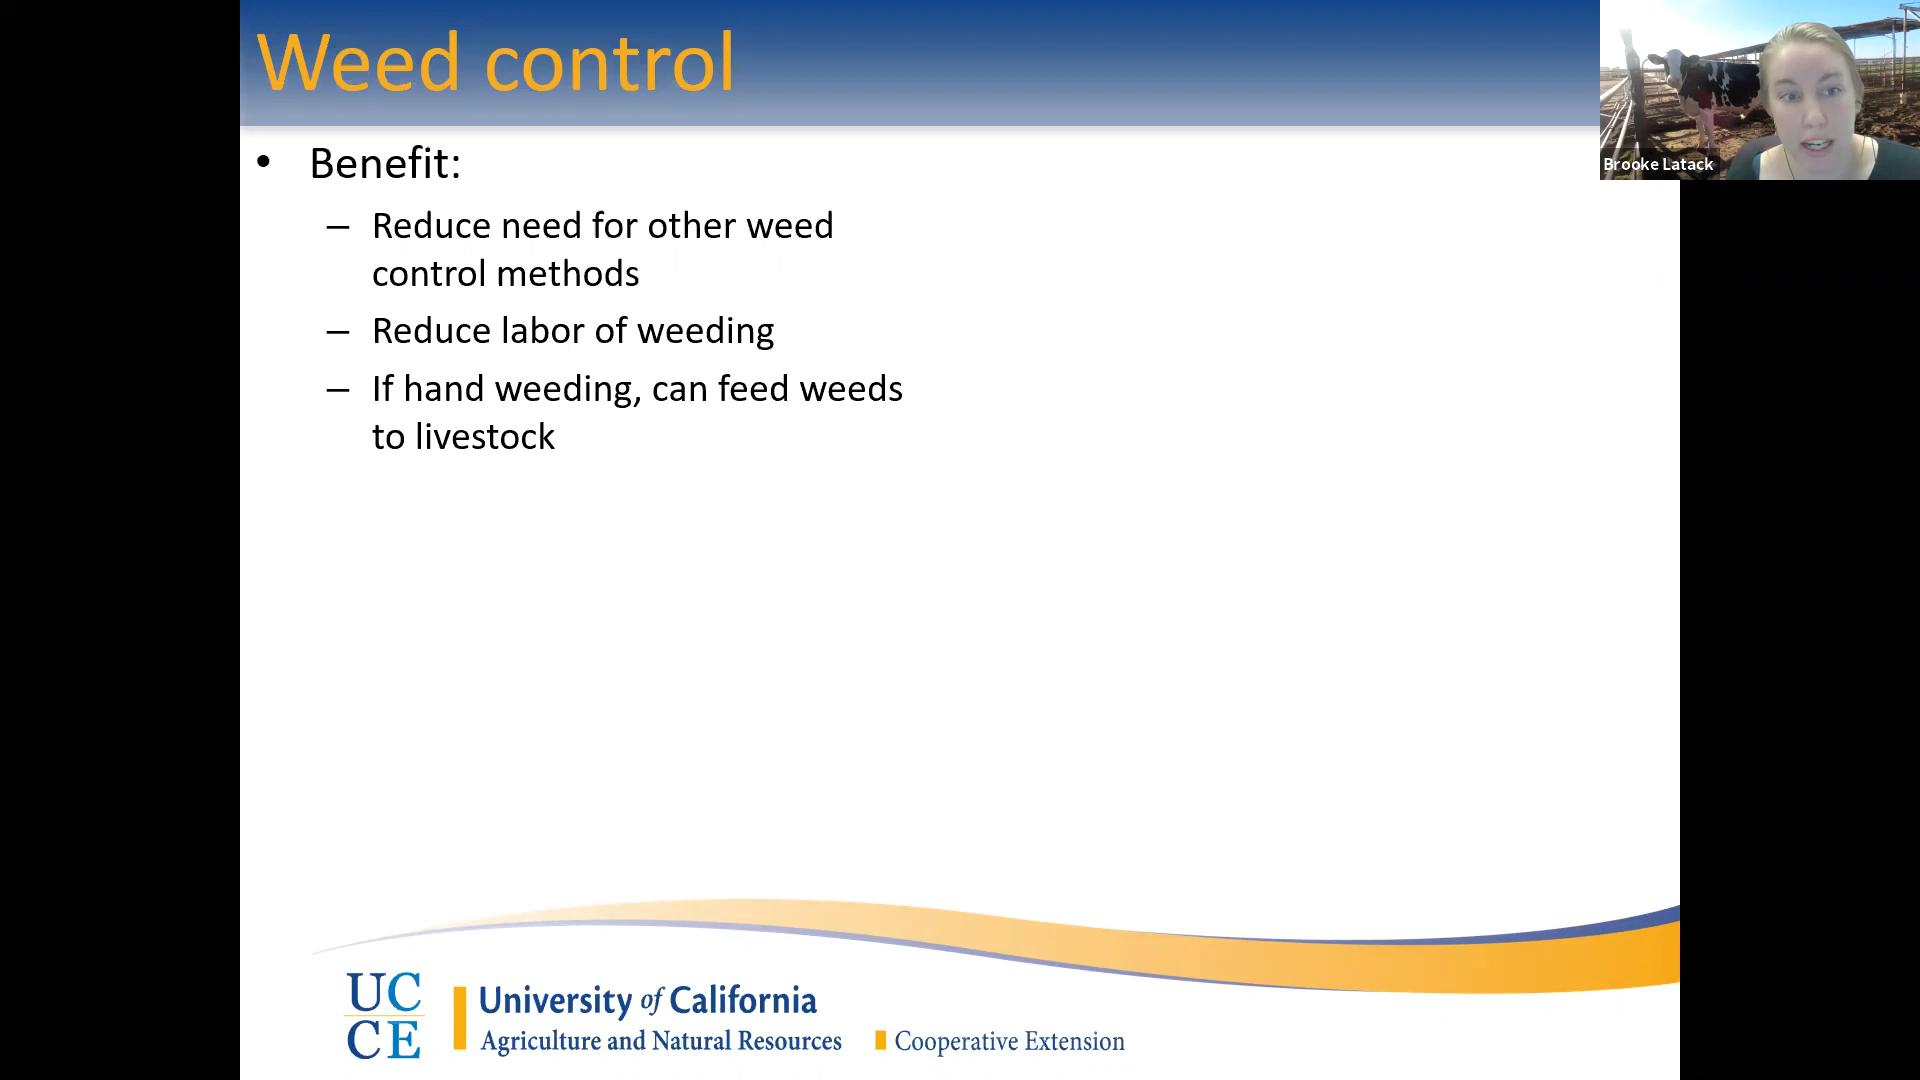 Weed control
Brooke Latack
• Benefit:
– Reduce need for other weed
control methods
– Reduce labor of weeding
– If hand weeding, can feed weeds
to livestock
UC
CE
University of California
Agriculture and Natural Resources
Cooperative Extension